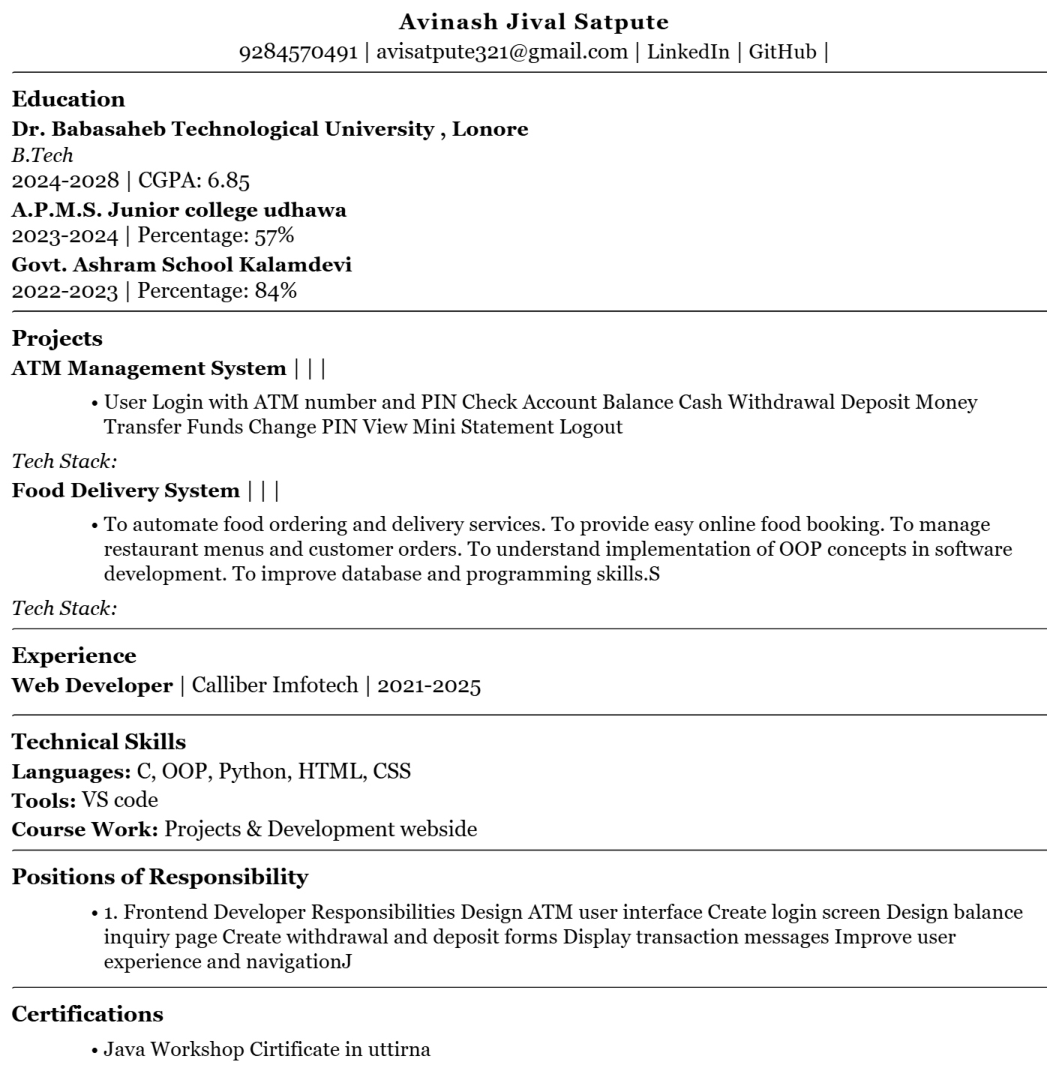 Avinash Jival Satpute
9284570491 | avisatpute321@gmail.com | LinkedIn | GitHub |
Education
Dr. Babasaheb Technological University , Lonore
B.Tech
2024-2028 | CGPA: 6.85
A.P.M.S. Junior college udhawa
2023-2024 | Percentage: 57%
Govt. Ashram School Kalamdevi
2022-2023 | Percentage: 84%
Projects
ATM Management System | | |
• User Login with ATM number and PIN Check Account Balance Cash Withdrawal Deposit Money
Transfer Funds Change PIN View Mini Statement Logout
Tech Stack:
Food Delivery System | | |
• To automate food ordering and delivery services. To provide easy online food booking. To manage
restaurant menus and customer orders. To understand implementation of OOP concepts in software
development. To improve database and programming skills.S
Tech Stack:
Experience
Web Developer | Calliber Imfotech | 2021-2025
Technical Skills
Languages: C, OOP, Python, HTML, CSS
Tools: VS code
Course Work: Projects & Development webside
Positions of Responsibility
• 1. Frontend Developer Responsibilities Design ATM user interface Create login screen Design balance
inquiry page Create withdrawal and deposit forms Display transaction messages Improve user
experience and navigationJ
Certifications
• Java Workshop Cirtificate in uttirna